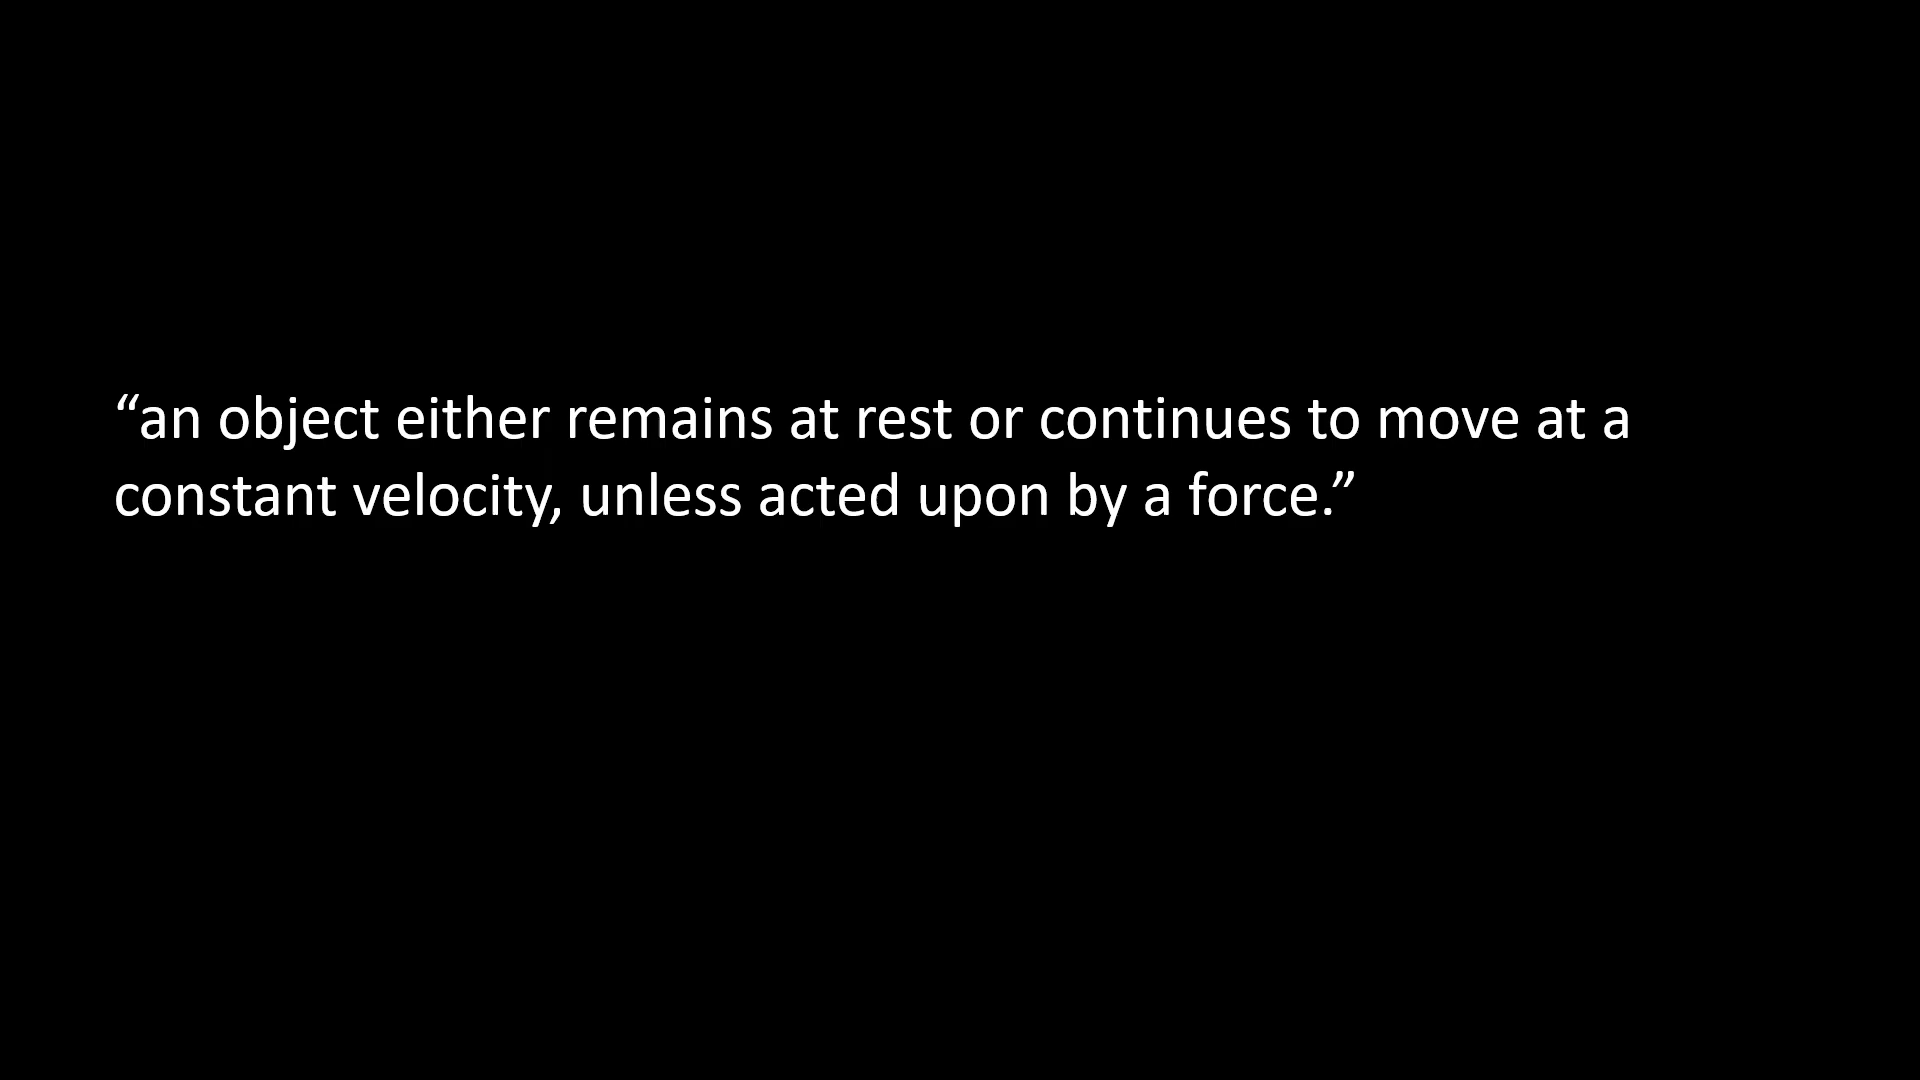 “an object either remains at rest or continues to move at a
constant velocity, unless acted upon by a force.”